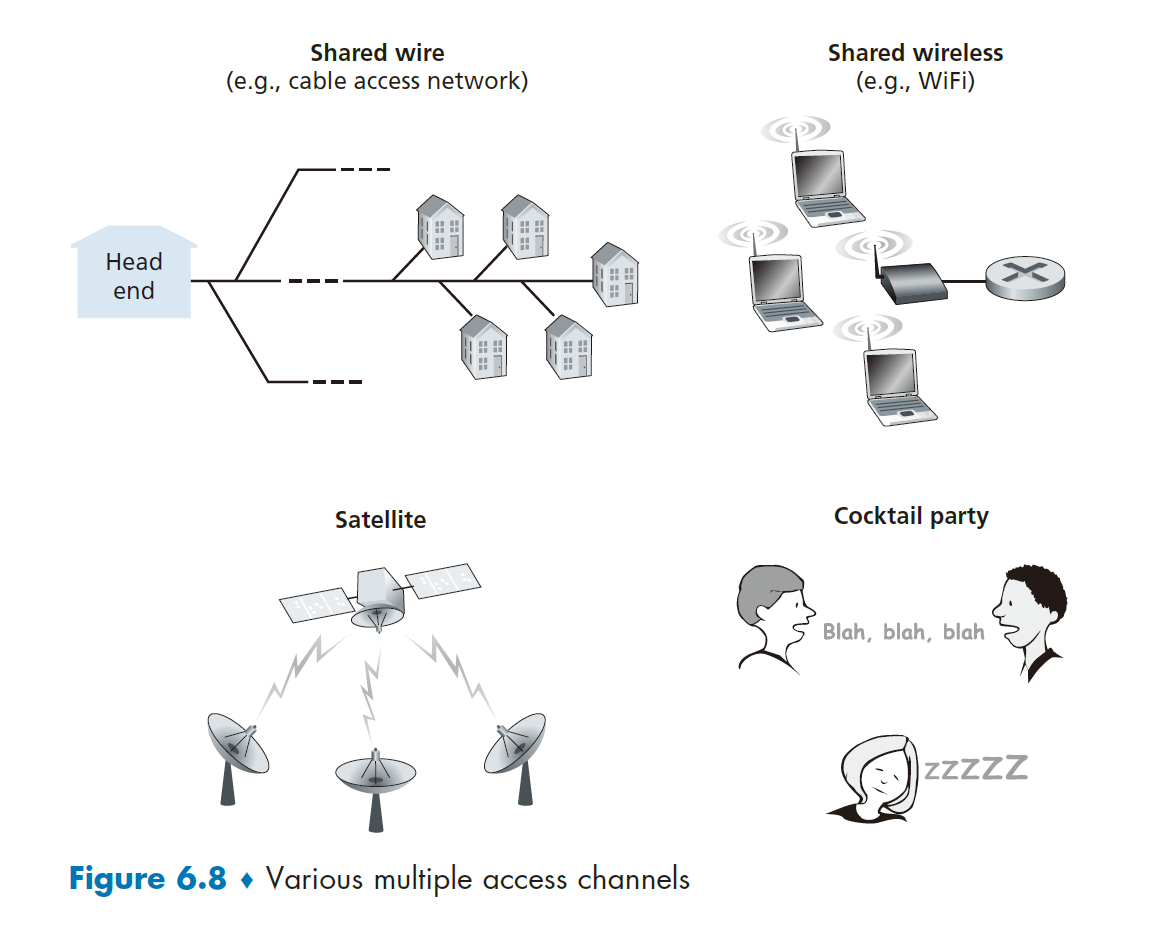 Shared wire
(e.g., cable access network)
Shared wireless
(e.g., WiFi)
Head
end
Satellite
Cocktail party
Blah, blah, blah
zzzzz
Figure 6.8 ♦ Various multiple access channels